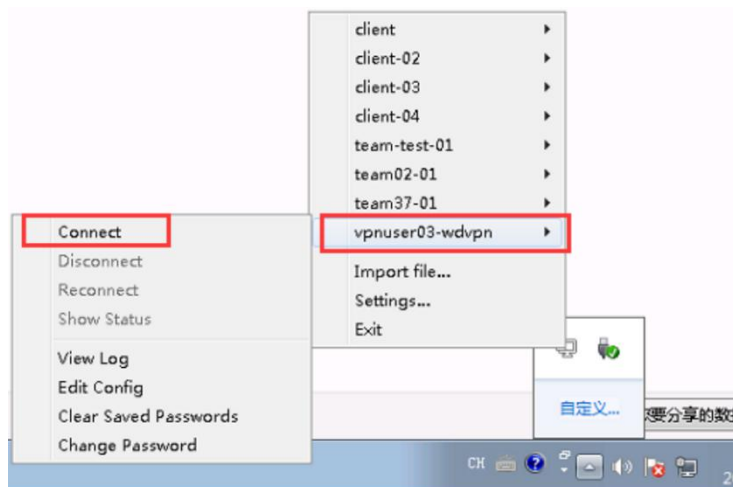 client
client-02
client-03
client-04
team-test-01
team02-01
team37-01
vpnuser03-wdvpn
Import file...
Settings...
Exit
Connect
Disconnect
Reconnect
Show Status
View Log
Edit Config
Clear Saved Passwords
Change Password
自定义...
要分享的数
CH
2